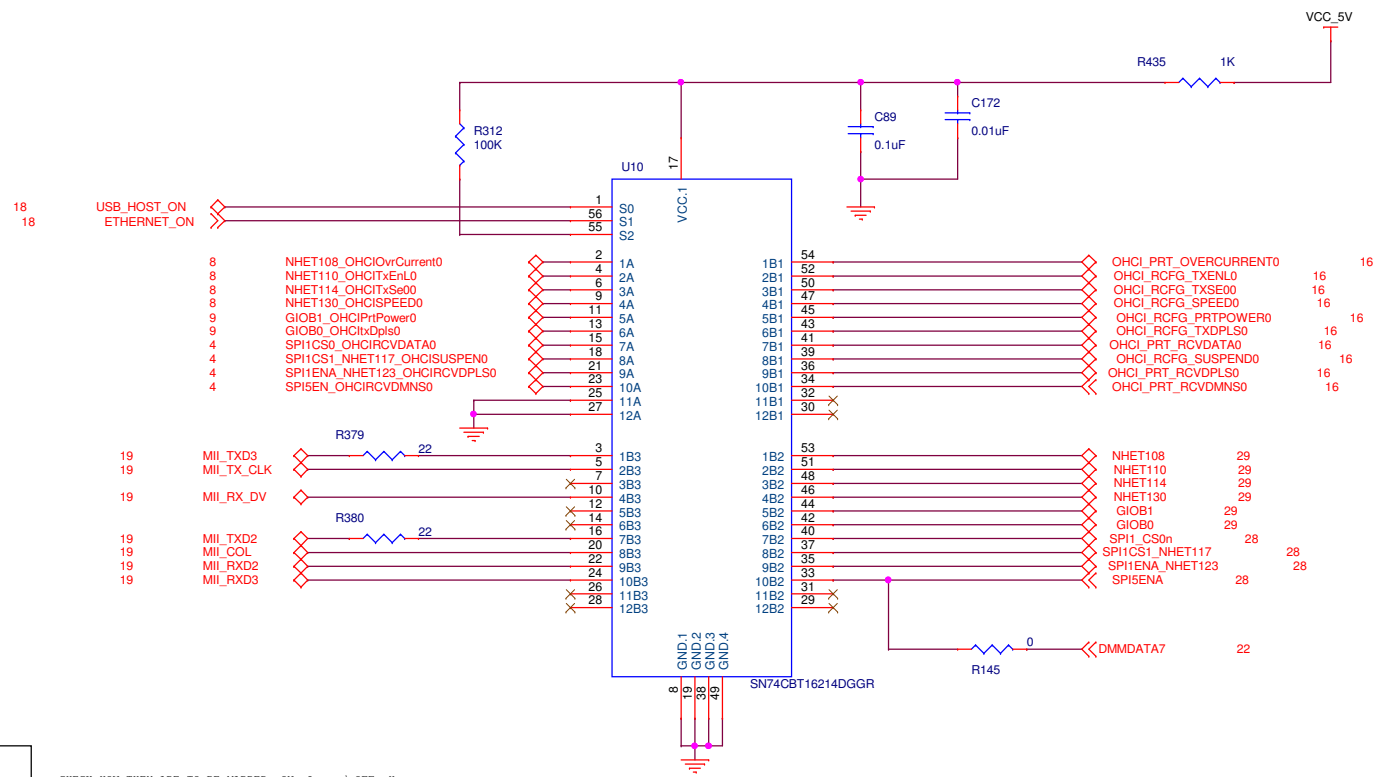 VCC_5V
R435 1K
C172
0.01uF
C89
0.1uF
R312
100K
U10
17
VCC.1
18 USB_HOST_ON 1 S0
18 ETHERNET_ON 56 S1
55 S2
8 NHET108_OHCIOvrCurrent0 2 1A 1B1 54 OHCI_PRT_OVERCURRENT0 16
8 NHET110_OHCITxEnL0 4 2A 2B1 52 OHCI_RCFG_TXENL0 16
8 NHET114_OHCITxSe00 6 3A 3B1 50 OHCI_RCFG_TXSE00 16
8 NHET130_OHCISPEED0 9 4A 4B1 47 OHCI_RCFG_SPEED0 16
9 GIOB1_OHCIPrtPower0 11 5A 5B1 45 OHCI_RCFG_PRTPOWER0 16
9 GIOB0_OHCItxDpls0 13 6A 6B1 43 OHCI_RCFG_TXDPLS0 16
4 SPI1CS0_OHCIRCVDATA0 15 7A 7B1 41 OHCI_PRT_RCVDATA0 16
4 SPI1CS1_NHET117_OHCISUSPEN0 18 8A 8B1 39 OHCI_RCFG_SUSPEND0 16
4 SPI1ENA_NHET123_OHCIRCVDPLS0 21 9A 9B1 36 OHCI_PRT_RCVDPLS0 16
4 SPI5EN_OHCIRCVDMNS0 23 10A 10B1 34 OHCI_PRT_RCVDMNS0 16
25 11A 11B1 32
27 12A 12B1 30
R379
19 MII_TXD3 22 3 1B3 1B2 53 NHET108 29
19 MII_TX_CLK 5 2B3 2B2 51 NHET110 29
7 3B3 3B2 48 NHET114 29
19 MII_RX_DV 10 4B3 4B2 46 NHET130 29
12 5B3 5B2 44 GIOB1 29
R380
14 6B3 6B2 42 GIOB0 29
19 MII_TXD2 22 16 7B3 7B2 40 SPI1_CS0n 28
19 MII_COL 20 8B3 8B2 37 SPI1CS1_NHET117 28
19 MII_RXD2 22 9B3 9B2 35 SPI1ENA_NHET123 28
19 MII_RXD3 24 10B3 10B2 33 SPI5ENA 28
26 11B3 11B2 31
28 12B3 12B2 29
0 DMMDATA7 22
R145
GND.1 GND.2 GND.3 GND.4
SN74CBT16214DGGR
8 19 38 49